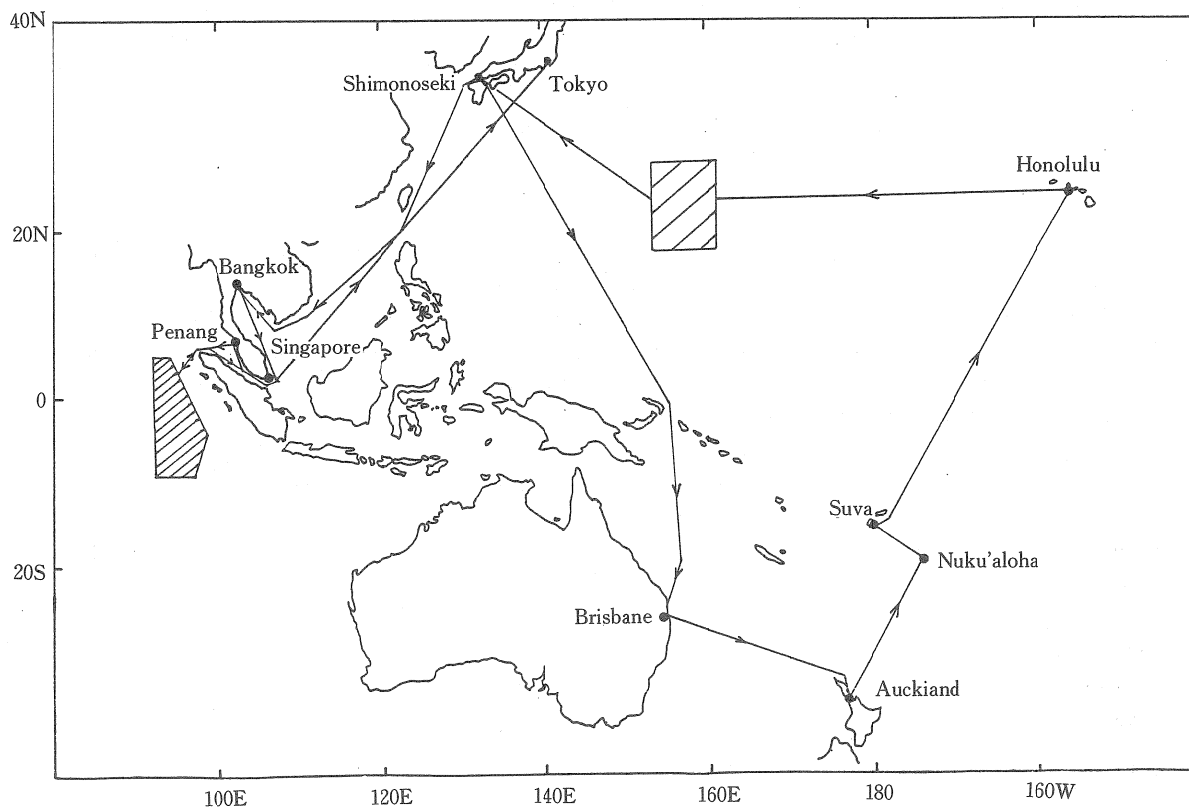 40N
Shimonoseki
Tokyo
Honolulu
20N
Bangkok
Penang
Singapore
0
Suva
Nuku'aloha
20S
Brisbane
Auckiand
100E
120E
140E
160E
180
160W